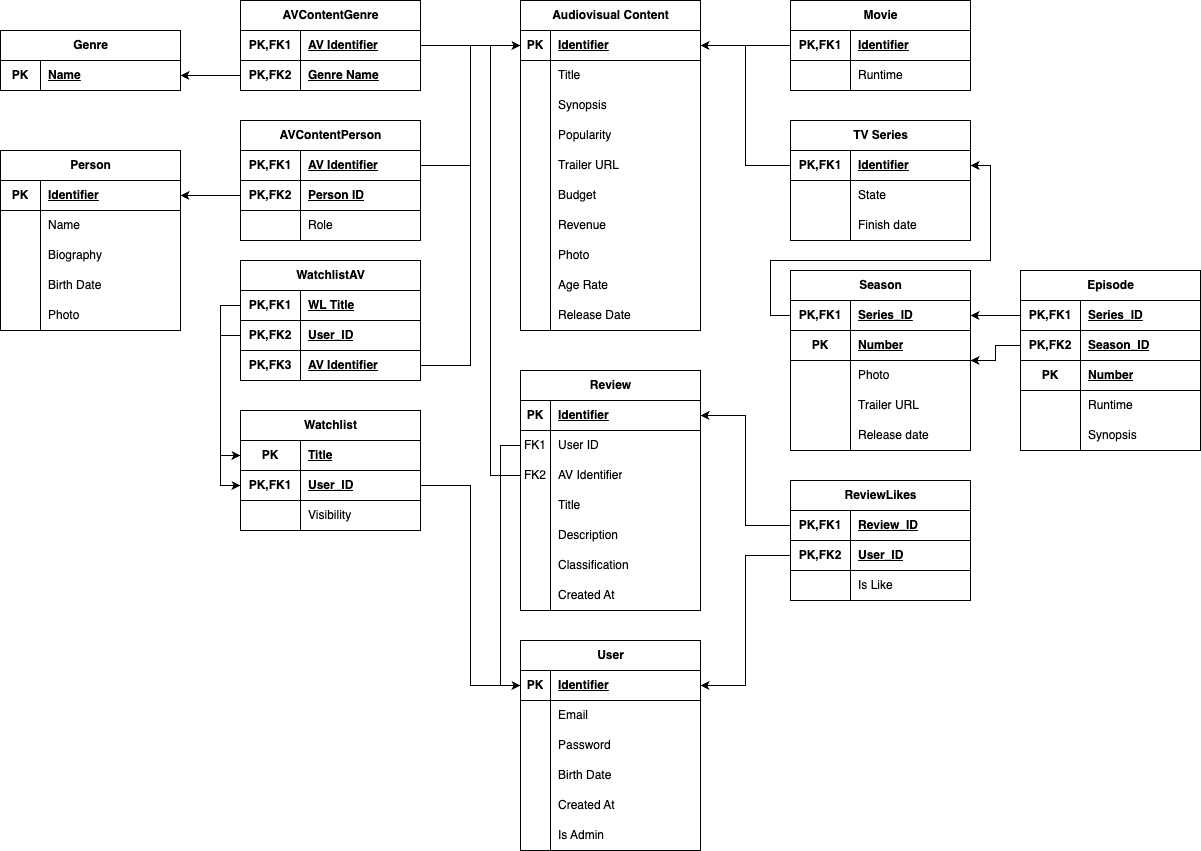 Genre
PK Name
AVContentGenre
PK,FK1 AV Identifier
PK,FK2 Genre Name
Person
PK Identifier
Name
Biography
Birth Date
Photo
AVContentPerson
PK,FK1 AV Identifier
PK,FK2 Person ID
Role
WatchlistAV
PK,FK1 WL Title
PK,FK2 User_ID
PK,FK3 AV Identifier
Watchlist
PK Title
PK,FK1 User_ID
Visibility
Audiovisual Content
PK Identifier
Title
Synopsis
Popularity
Trailer URL
Budget
Revenue
Photo
Age Rate
Release Date
Review
PK Identifier
FK1 User ID
FK2 AV Identifier
Title
Description
Classification
Created At
User
PK Identifier
Email
Password
Birth Date
Created At
Is Admin
Movie
PK,FK1 Identifier
Runtime
TV Series
PK,FK1 Identifier
State
Finish date
Season
PK,FK1 Series_ID
PK Number
Photo
Trailer URL
Release date
Episode
PK,FK1 Series_ID
PK,FK2 Season_ID
PK Number
Runtime
Synopsis
ReviewLikes
PK,FK1 Review_ID
PK,FK2 User_ID
Is Like